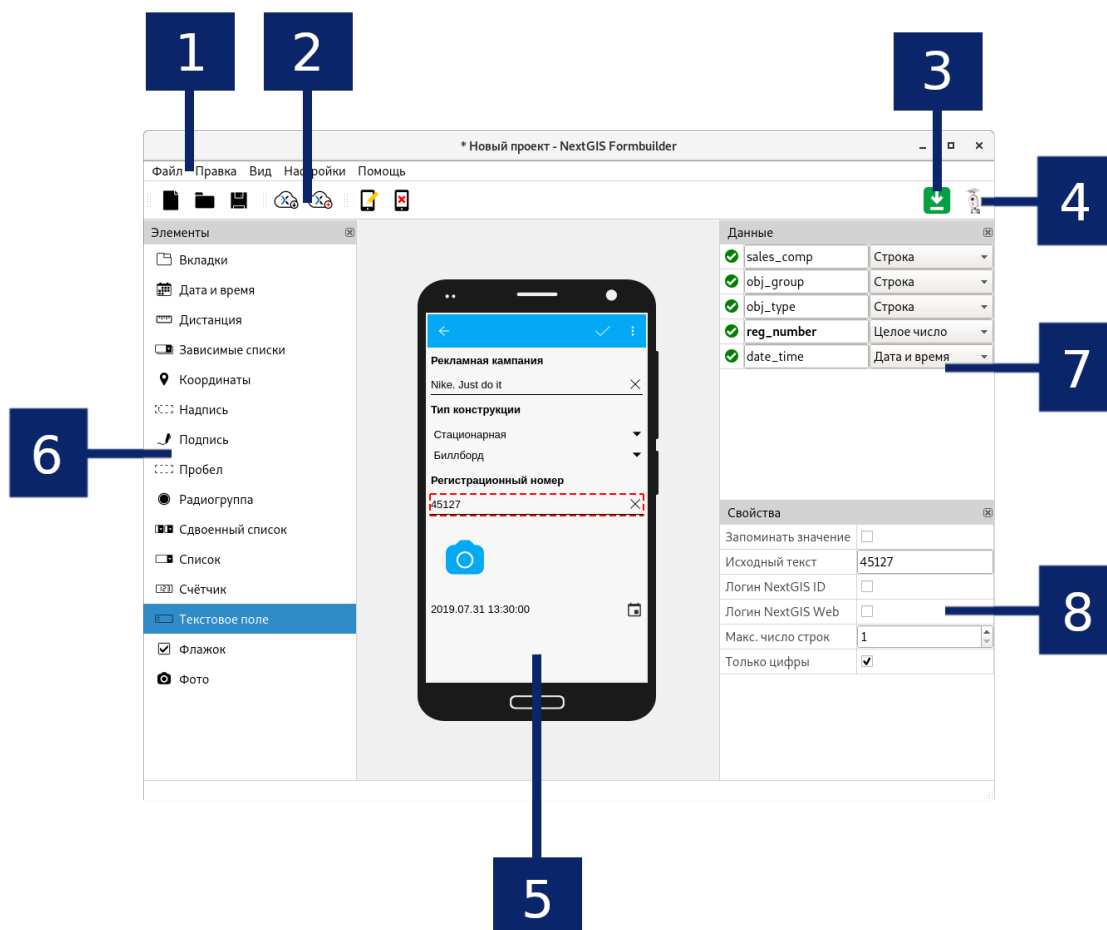 1 2
3
* Новый проект - NextGIS Formbuilder
Файл Правка Вид Настройки Помощь
4
Элементы
Вкладки
Дата и время
Дистанция
Зависимые списки
Координаты
Надпись
Подпись
Пробел
Радиогруппа
Сдвоенный список
Список
Счётчик
Текстовое поле
Флажок
Фото
6
Рекламная кампания
Nike. Just do it
Тип конструкции
Стационарная
Биллборд
Регистрационный номер
45127
2019.07.31 13:30:00
5
Данные
sales_comp Строка
obj_group Строка
obj_type Строка
reg_number Целое число
date_time Дата и время
7
Свойства
Запоминать значение
Исходный текст 45127
Логин NextGIS ID
Логин NextGIS Web
Макс. число строк 1
Только цифры
8